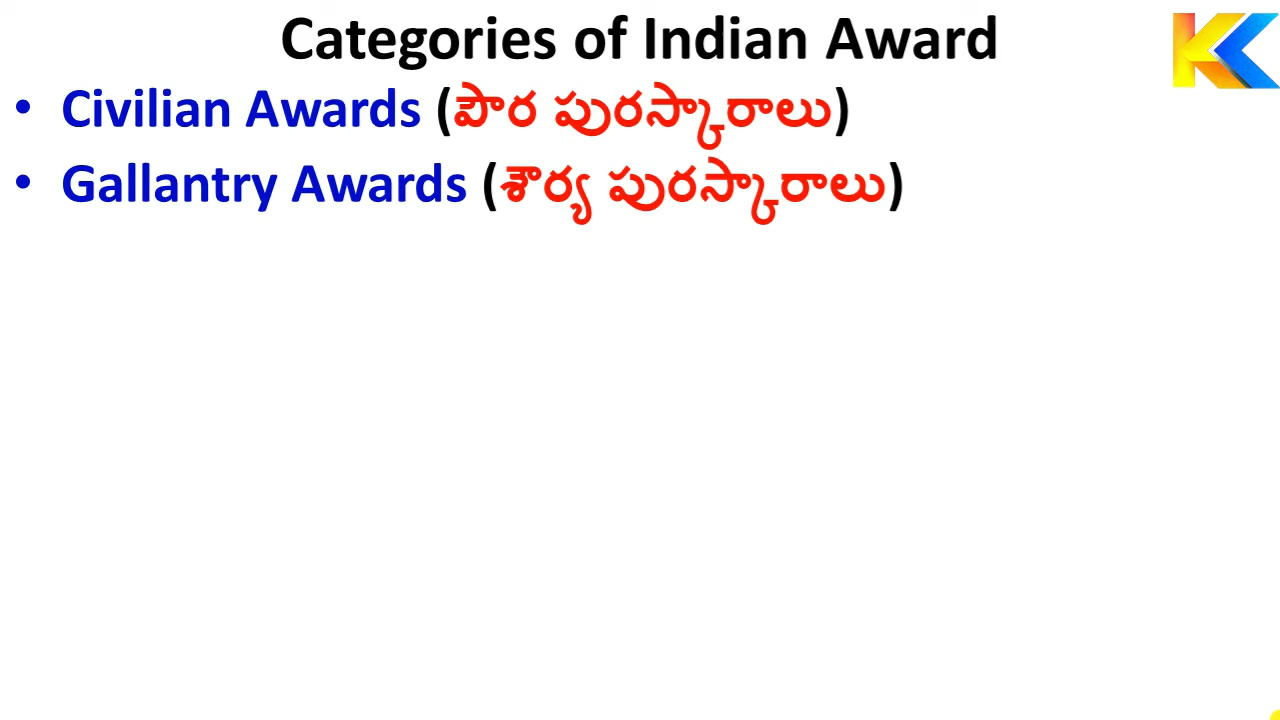 Categories of Indian Award
• Civilian Awards (పౌర పురస్కారాలు)
• Gallantry Awards (శౌర్య పురస్కారాలు)